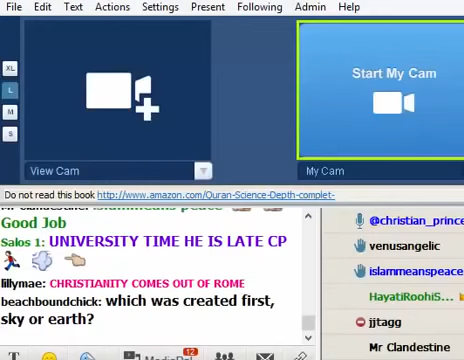 File Edit Text Actions Settings Present Following Admin Help
XL
L
M
S
View Cam
Start My Cam
My Cam
Do not read this book http://www.amazon.com/Quran-Science-Depth-complet-
Good Job
Salos 1: UNIVERSITY TIME HE IS LATE CP
lillymae: CHRISTIANITY COMES OUT OF ROME
beachboundchick: which was created first,
sky or earth?
@christian_prince
venusangelic
islammeanspeace
HayatiRoohiS...
jjtagg
Mr Clandestine
12